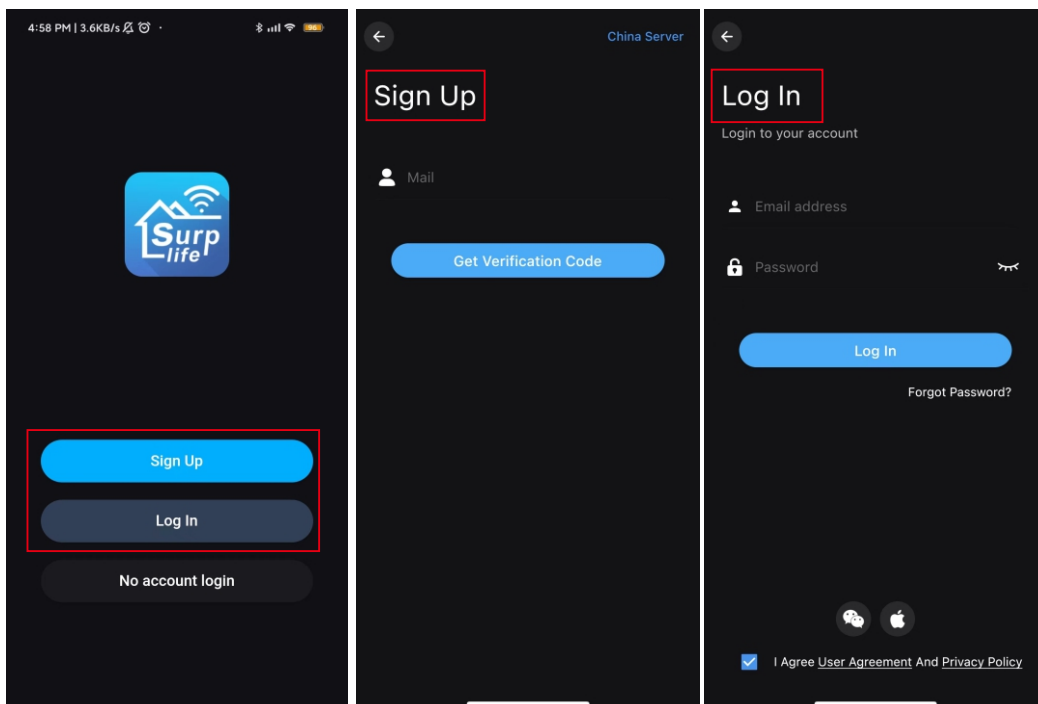 4:58 PM | 3.6KB/s
96
Surp
life
Sign Up
Log In
No account login
China Server
Sign Up
Mail
Get Verification Code
Log In
Login to your account
Email address
Password
Log In
Forgot Password?
I Agree User Agreement And Privacy Policy